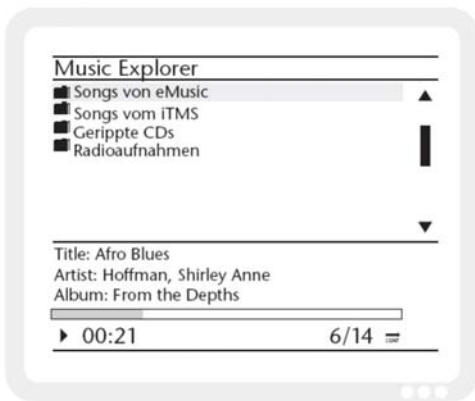 Music Explorer
Songs von eMusic
Songs vom iTMS
Gerippte CDs
Radioaufnahmen
Title: Afro Blues
Artist: Hoffman, Shirley Anne
Album: From the Depths
00:21 6/14